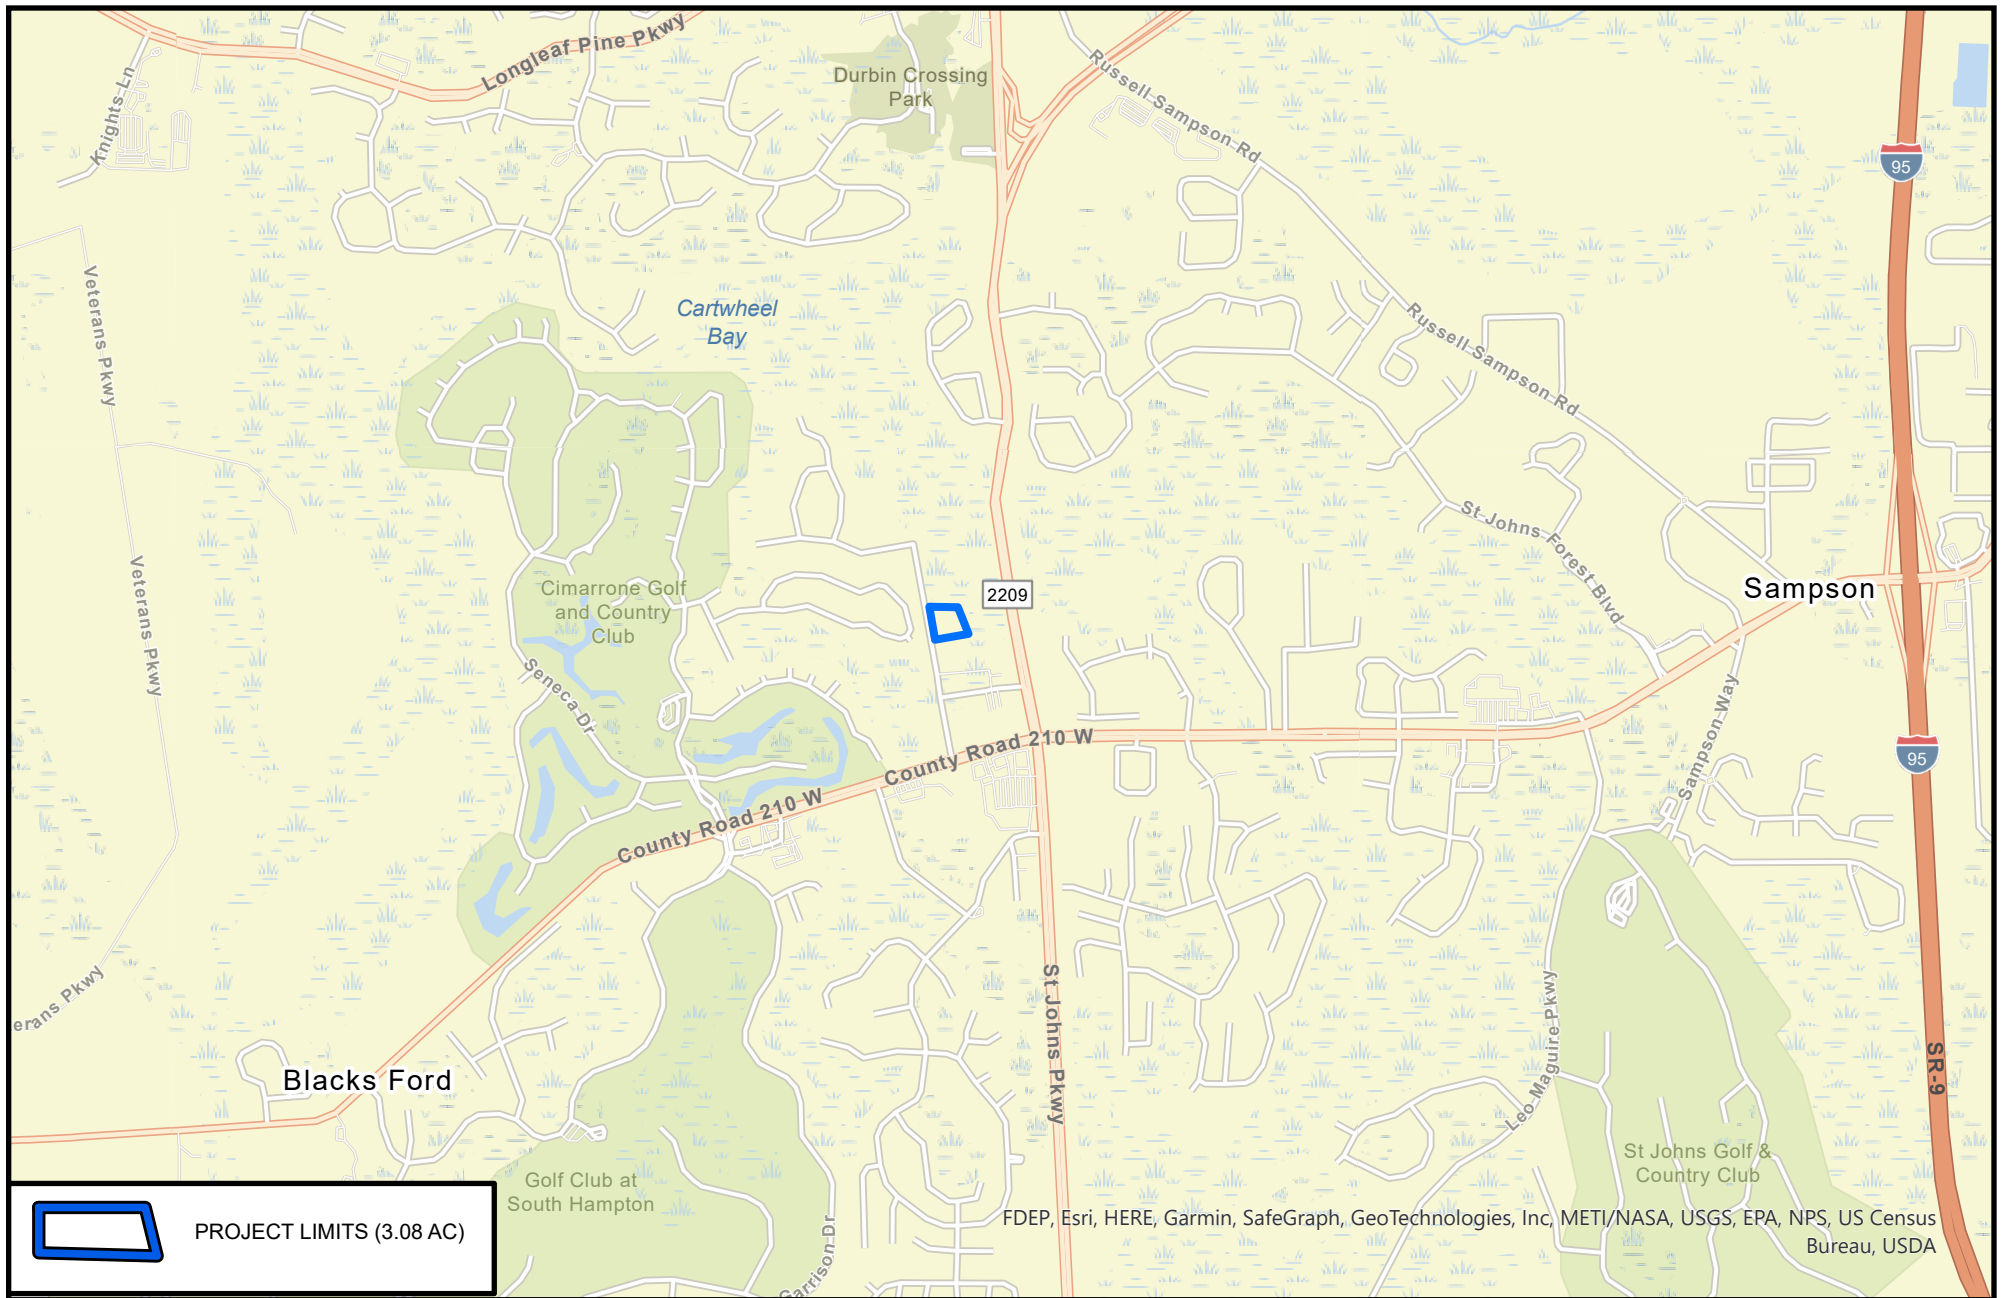 Longleaf Pine Pkwy
Knights Ln
Durbin Crossing
Park
Russell Sampson Rd
95
Veterans Pkwy
Cartwheel
Bay
Russell Sampson Rd
St Johns Forest Blvd
Cimarrone Golf
and Country
Club
2209
Sampson
Veterans Pkwy
Seneca Dr
Sampson Way
County Road 210 W
95
County Road 210 W
erans Pkwy
St Johns Pkwy
Leo Maguire Pkwy
SR-9
Blacks Ford
Golf Club at
South Hampton
St Johns Golf &
Country Club
Garrison Dr
PROJECT LIMITS (3.08 AC)
FDEP, Esri, HERE, Garmin, SafeGraph, GeoTechnologies, Inc, METI/NASA, USGS, EPA, NPS, US Census
Bureau, USDA